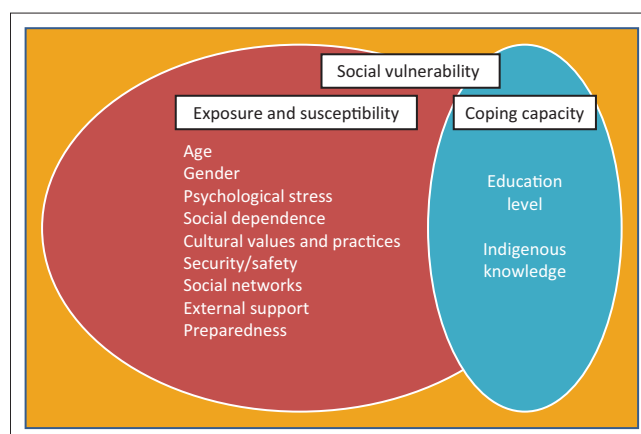 Social vulnerability
Exposure and susceptibility
Coping capacity
Age
Gender
Psychological stress
Social dependence
Cultural values and practices
Security/safety
Social networks
External support
Preparedness
Education
level
Indigenous
knowledge